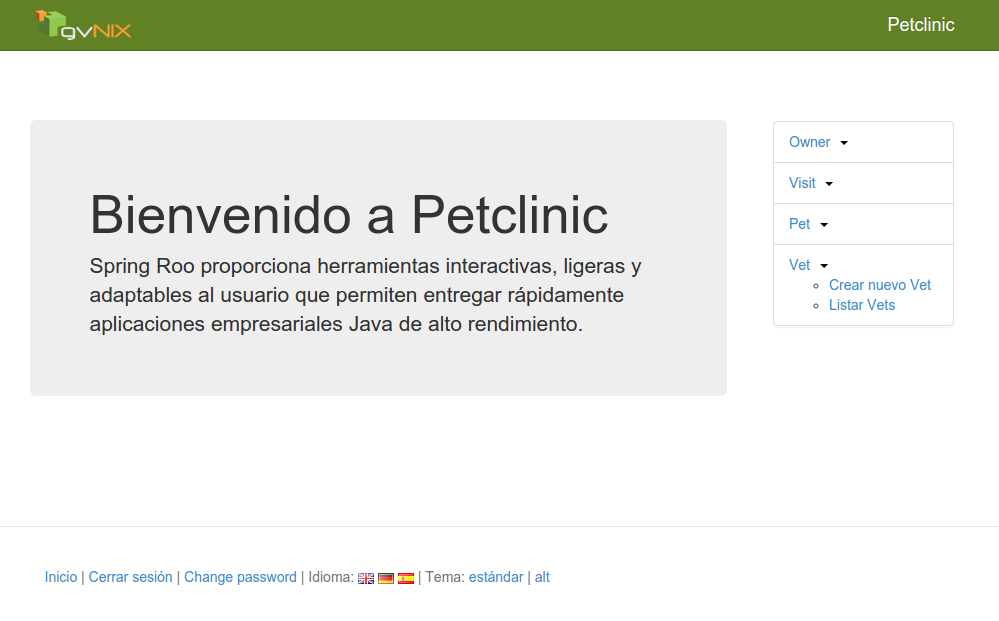 gvNIX
Petclinic
Bienvenido a Petclinic
Spring Roo proporciona herramientas interactivas, ligeras y
adaptables al usuario que permiten entregar rápidamente
aplicaciones empresariales Java de alto rendimiento.
Owner
Visit
Pet
Vet
Crear nuevo Vet
Listar Vets
Inicio | Cerrar sesión | Change password | Idioma: | Tema: estándar | alt